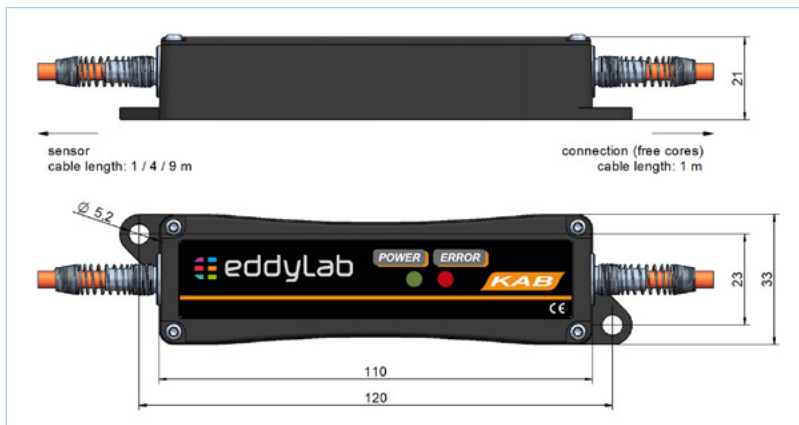 21
sensor
cable length: 1 / 4 / 9 m
connection (free cores)
cable length: 1 m
Ø 5,2
eddylab
POWER ERROR
KAB
CE
23
33
110
120